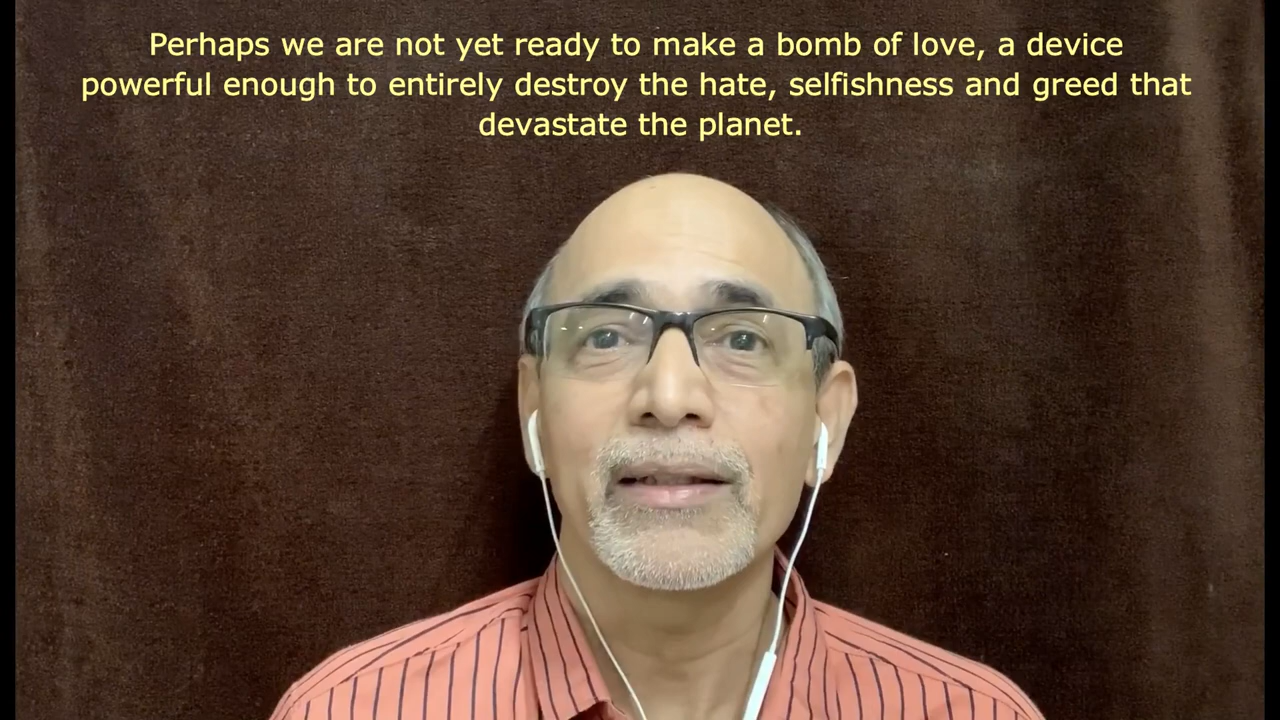 Perhaps we are not yet ready to make a bomb of love, a device
powerful enough to entirely destroy the hate, selfishness and greed that
devastate the planet.